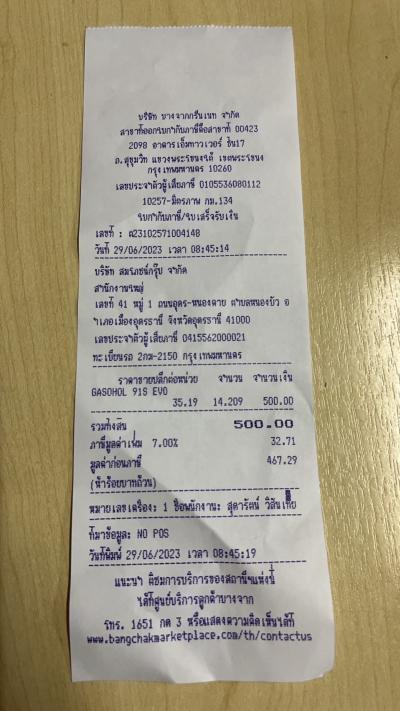 บริษัท บางจากกรีนเนท จำกัด
สาขาที่ออกใบกำกับภาษีคือสาขาที่ 00423
2098 อาคารเอ็มทาวเวอร์ ชั้น17
ถ.สุขุมวิท แขวงพระโขนงใต้ เขตพระโขนง
กรุงเทพมหานคร 10260
เลขประจำตัวผู้เสียภาษี 0105536080112
10257-มิตรภาพ กม.134
ใบกำกับภาษี/ใบเสร็จรับเงิน
เลขที่ : ค23102571004148
วันที่ 29/06/2023 เวลา 08:45:14
บริษัท สมโภชน์กรุ๊ป จำกัด
สำนักงานใหญ่
เลขที่ 41 หมู่ 1 ถนนอุดร-หนองคาย ตำบลหนองบัว อ
ำเภอเมืองอุดรธานี จังหวัดอุดรธานี 41000
เลขประจำตัวผู้เสียภาษี 0415562000021
ทะเบียนรถ 2กฌ-2150 กรุงเทพมหานคร
ราคาขายปลีกต่อหน่วย จำนวน จำนวนเงิน
GASOHOL 91S EVO
35.19 14.209 500.00
รวมทั้งสิ้น 500.00
ภาษีมูลค่าเพิ่ม 7.00% 32.71
มูลค่าก่อนภาษี 467.29
(ห้าร้อยบาทถ้วน)
หมายเลขเครื่อง: 1 ชื่อพนักงาน: สุดารัตน์
ที่มาข้อมูล: NO POS
วันที่พิมพ์ 29/06/2023 เวลา 08:45:19
แนะนำ ติชมการบริการของสถานีฯแห่งนี้
ได้ที่ศูนย์บริการลูกค้าบางจาก
โทร. 1651 กด 3 หรือแสดงความคิดเห็นได้ที่
www.bangchakmarketplace.com/th/contactus